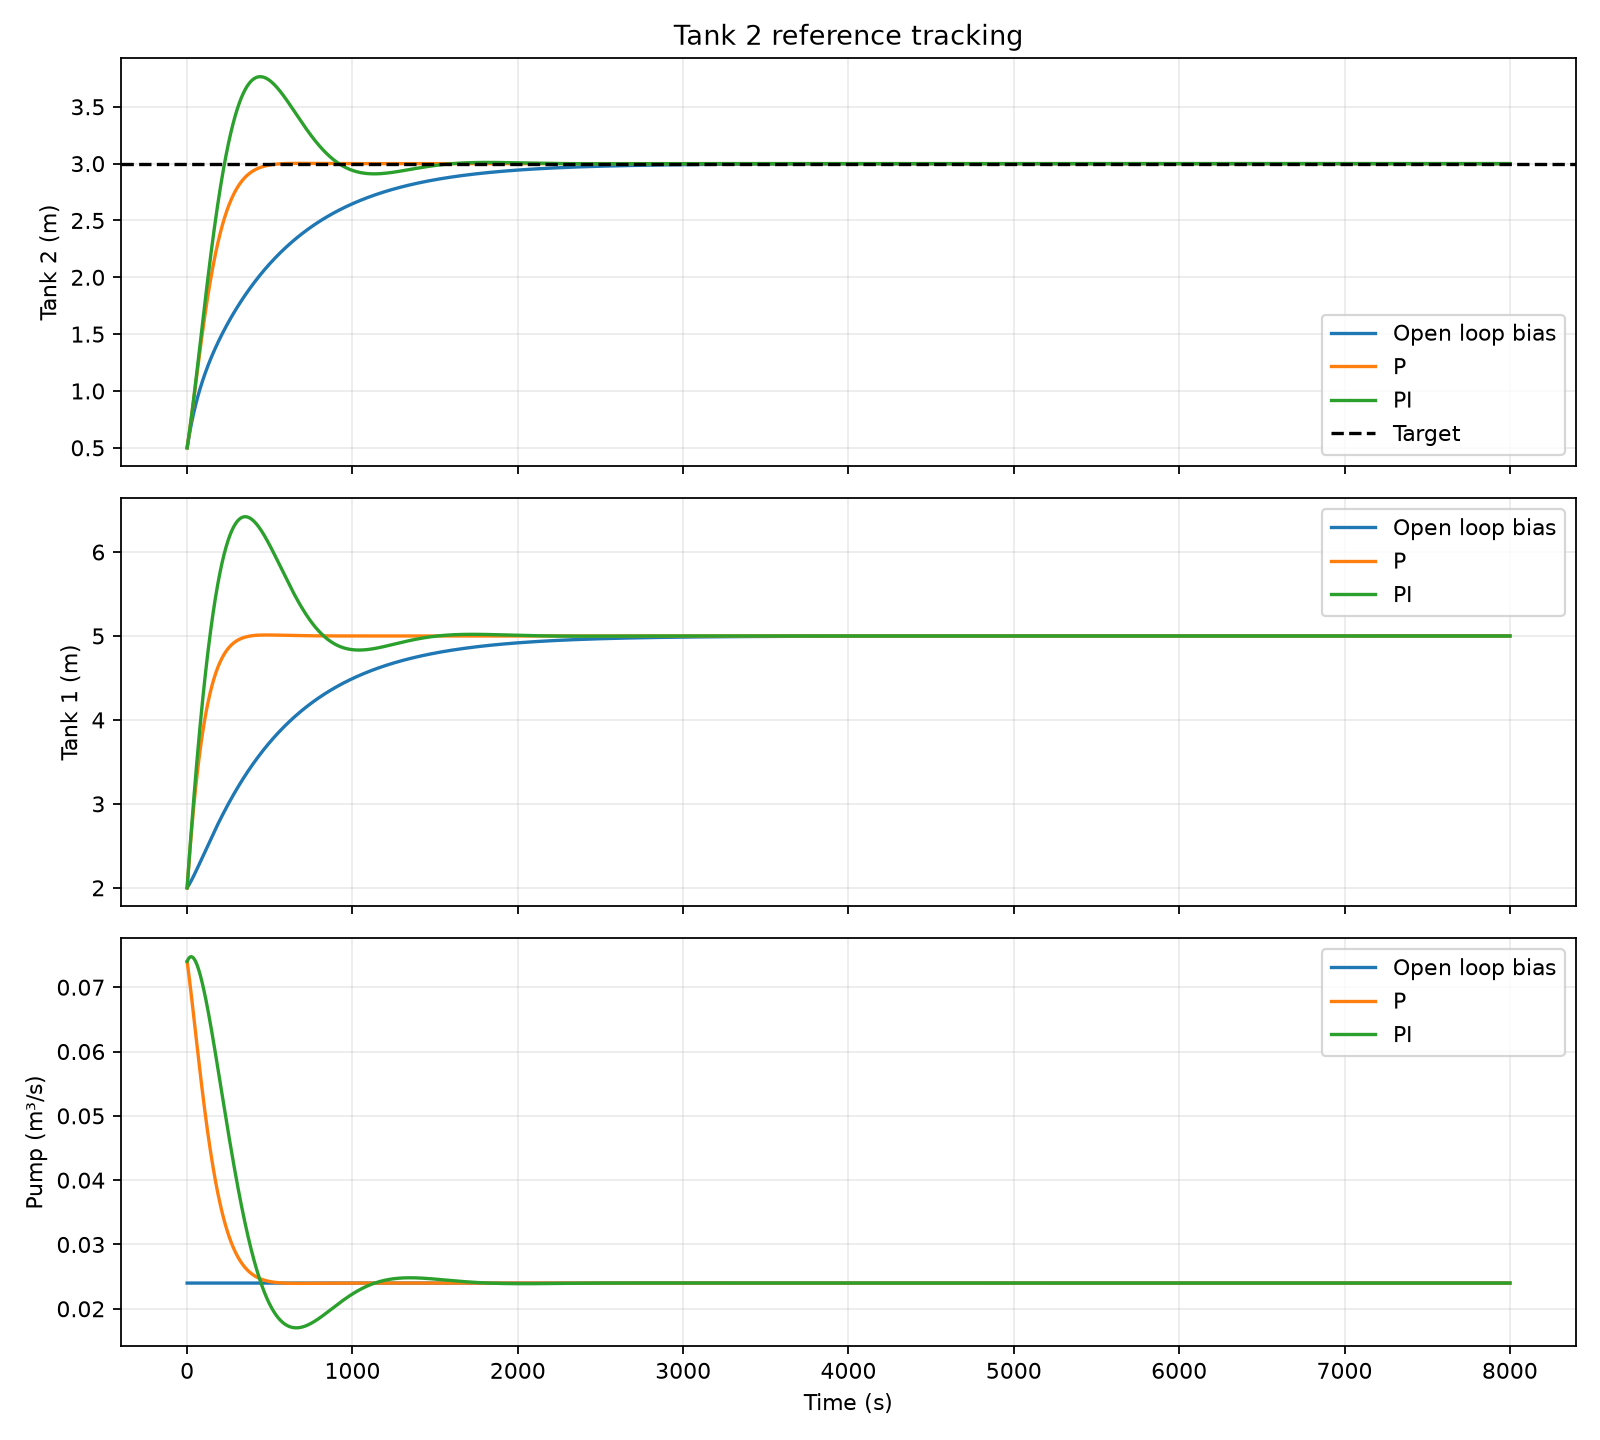 Tank 2 reference tracking
3.5
3.0
2.5
2.0
1.5
1.0
0.5
Tank 2 (m)
Open loop bias
P
PI
Target
6
5
4
3
2
Tank 1 (m)
Open loop bias
P
PI
0.07
0.06
0.05
0.04
0.03
0.02
Pump (m³/s)
Open loop bias
P
PI
0 1000 2000 3000 4000 5000 6000 7000 8000
Time (s)